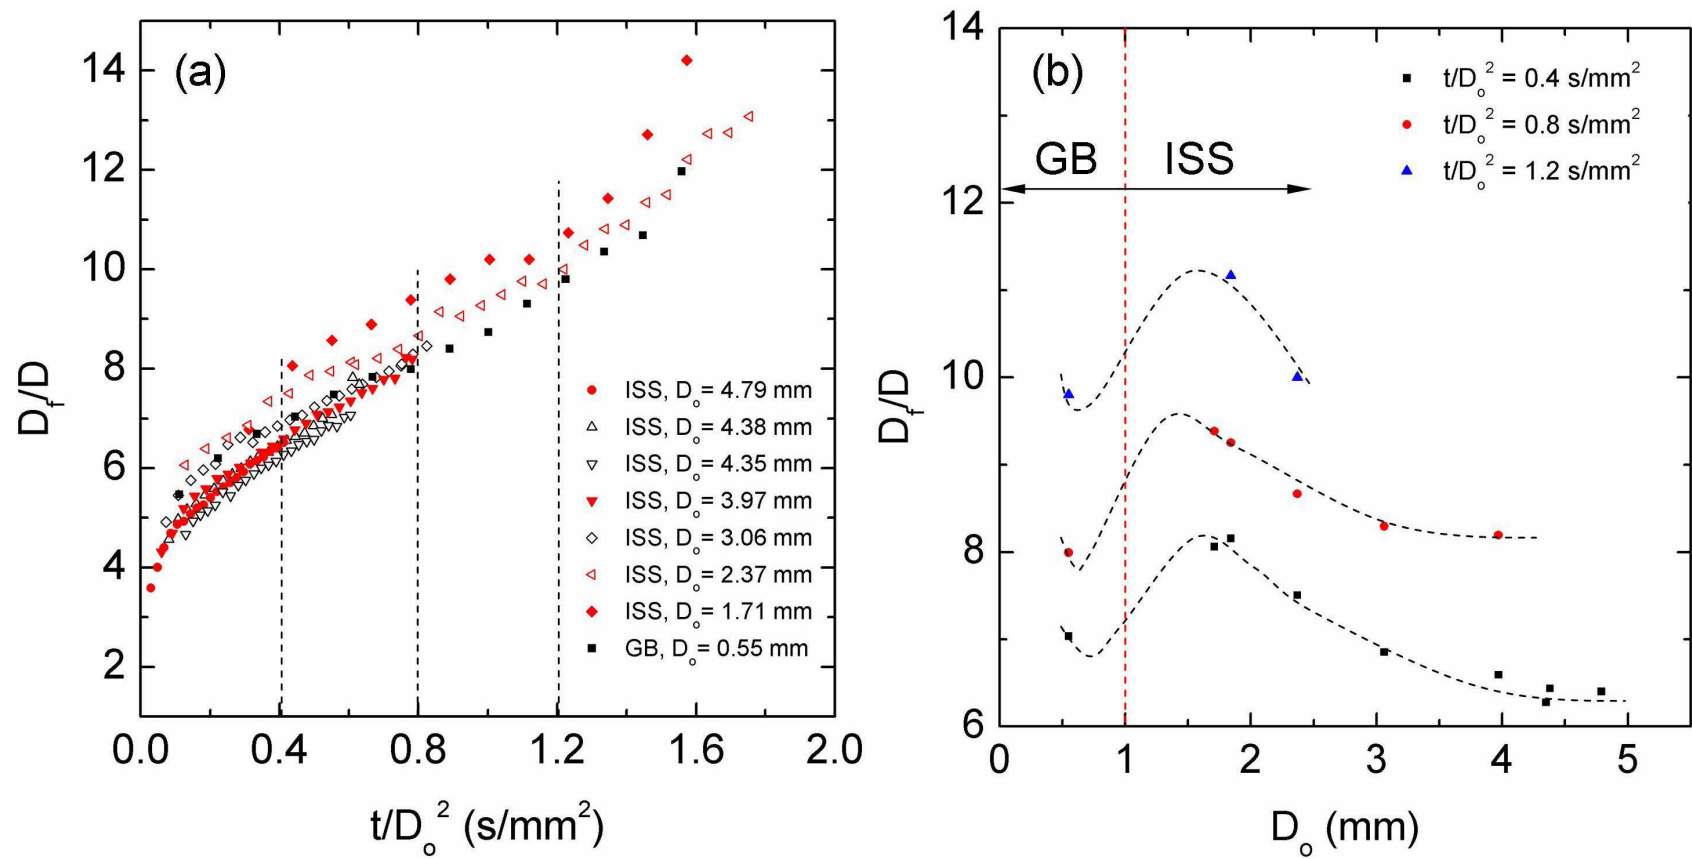 (a)
14
12
10
8
6
4
2
0.0 0.4 0.8 1.2 1.6 2.0
D_f/D
t/D_o^2 (s/mm^2)
ISS, D_o = 4.79 mm
ISS, D_o = 4.38 mm
ISS, D_o = 4.35 mm
ISS, D_o = 3.97 mm
ISS, D_o = 3.06 mm
ISS, D_o = 2.37 mm
ISS, D_o = 1.71 mm
GB, D_o = 0.55 mm
(b)
t/D_o^2 = 0.4 s/mm^2
t/D_o^2 = 0.8 s/mm^2
t/D_o^2 = 1.2 s/mm^2
GB ISS
14
12
10
8
6
0 1 2 3 4 5
D_f/D
D_o (mm)